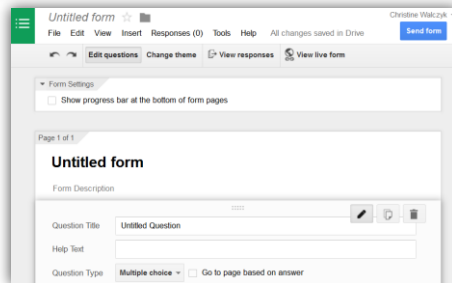 Untitled form
Christine Walczyk
File Edit View Insert Responses (0) Tools Help All changes saved in Drive
Send form
Edit questions Change theme View responses View live form
Form Settings
Show progress bar at the bottom of form pages
Page 1 of 1
Untitled form
Form Description
Question Title Untitled Question
Help Text
Question Type Multiple choice Go to page based on answer